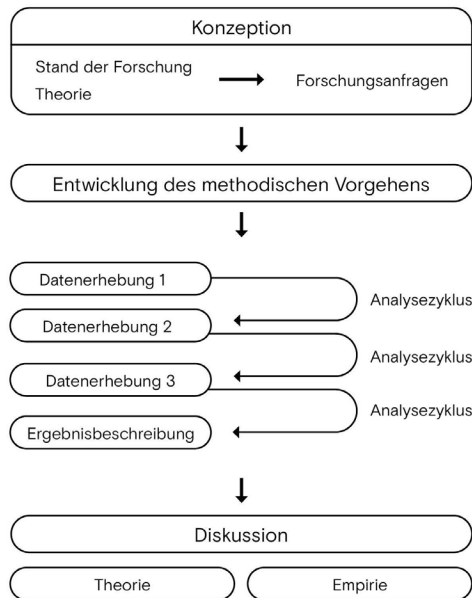 Konzeption
Stand der Forschung
Theorie
Forschungsanfragen
Entwicklung des methodischen Vorgehens
Datenerhebung 1
Analysezyklus
Datenerhebung 2
Analysezyklus
Datenerhebung 3
Analysezyklus
Ergebnisbeschreibung
Diskussion
Theorie
Empirie